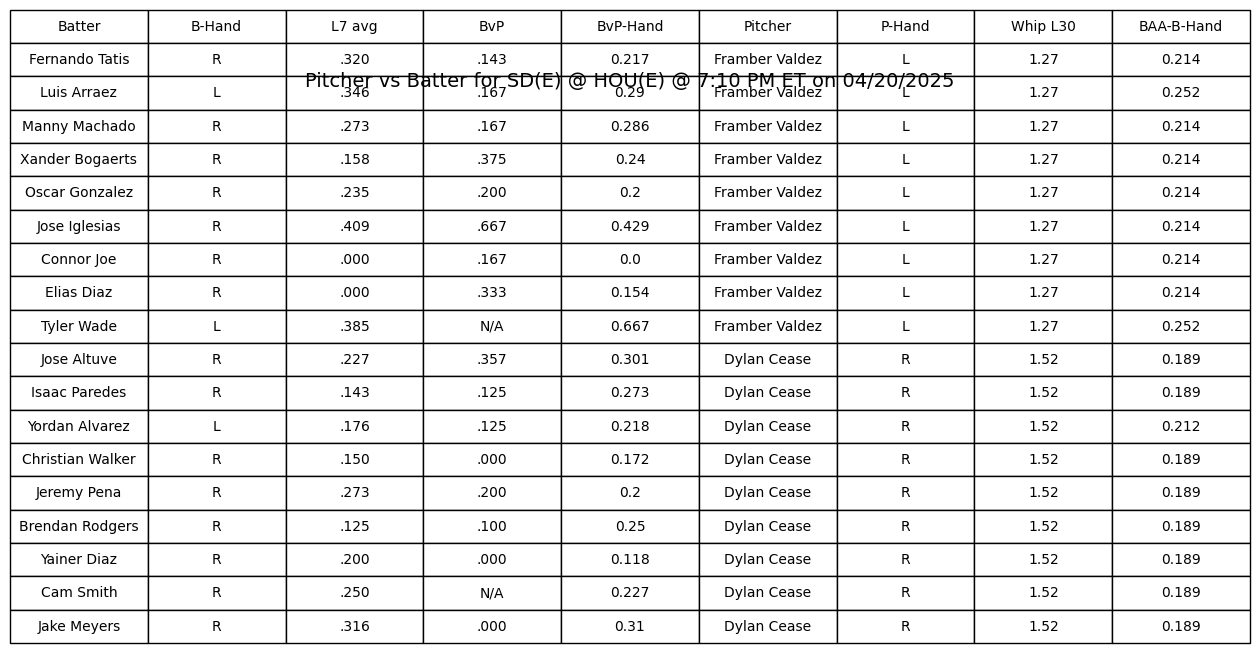 Batter B-Hand L7 avg BvP BvP-Hand Pitcher P-Hand Whip L30 BAA-B-Hand
Fernando Tatis R .320 .143 0.217 Framber Valdez L 1.27 0.214
Pitcher vs Batter for SD(E) @ HOU(E) @ 7:10 PM ET on 04/20/2025
Luis Arraez L .346 .167 0.29 Framber Valdez L 1.27 0.252
Manny Machado R .273 .167 0.286 Framber Valdez L 1.27 0.214
Xander Bogaerts R .158 .375 0.24 Framber Valdez L 1.27 0.214
Oscar Gonzalez R .235 .200 0.2 Framber Valdez L 1.27 0.214
Jose Iglesias R .409 .667 0.429 Framber Valdez L 1.27 0.214
Connor Joe R .000 .167 0.0 Framber Valdez L 1.27 0.214
Elias Diaz R .000 .333 0.154 Framber Valdez L 1.27 0.214
Tyler Wade L .385 N/A 0.667 Framber Valdez L 1.27 0.252
Jose Altuve R .227 .357 0.301 Dylan Cease R 1.52 0.189
Isaac Paredes R .143 .125 0.273 Dylan Cease R 1.52 0.189
Yordan Alvarez L .176 .125 0.218 Dylan Cease R 1.52 0.212
Christian Walker R .150 .000 0.172 Dylan Cease R 1.52 0.189
Jeremy Pena R .273 .200 0.2 Dylan Cease R 1.52 0.189
Brendan Rodgers R .125 .100 0.25 Dylan Cease R 1.52 0.189
Yainer Diaz R .200 .000 0.118 Dylan Cease R 1.52 0.189
Cam Smith R .250 N/A 0.227 Dylan Cease R 1.52 0.189
Jake Meyers R .316 .000 0.31 Dylan Cease R 1.52 0.189